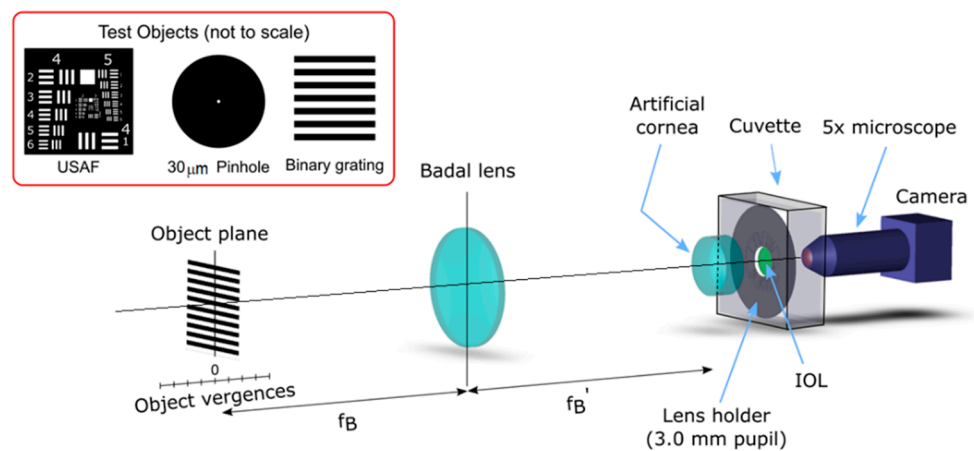 Test Objects (not to scale)
4 5
2
3
4
5
6
4
1
USAF
30μm Pinhole
Binary grating
Object plane
0
Object vergences
Badal lens
f_B
f_B'
Artificial
cornea
Cuvette
5x microscope
Camera
IOL
Lens holder
(3.0 mm pupil)